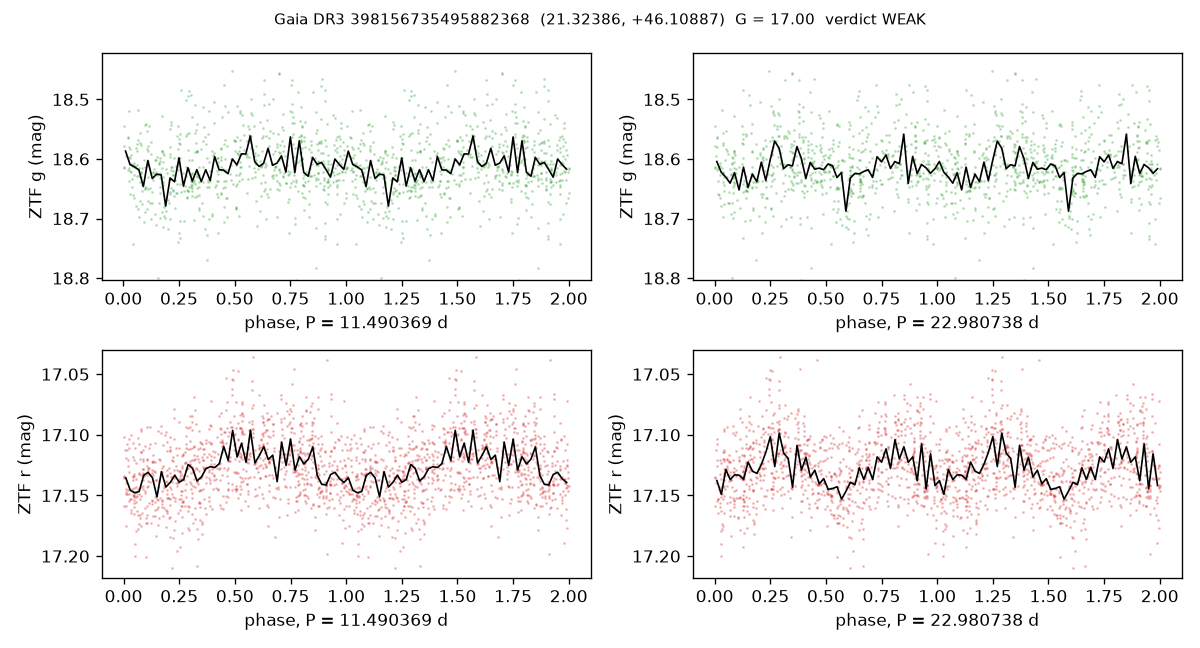 Gaia DR3 398156735495882368  (21.32386, +46.10887)  G = 17.00  verdict WEAK
ZTF g (mag)
18.5
18.6
18.7
18.8
0.00 0.25 0.50 0.75 1.00 1.25 1.50 1.75 2.00
phase, P = 11.490369 d
ZTF g (mag)
18.5
18.6
18.7
18.8
0.00 0.25 0.50 0.75 1.00 1.25 1.50 1.75 2.00
phase, P = 22.980738 d
ZTF r (mag)
17.05
17.10
17.15
17.20
0.00 0.25 0.50 0.75 1.00 1.25 1.50 1.75 2.00
phase, P = 11.490369 d
ZTF r (mag)
17.05
17.10
17.15
17.20
0.00 0.25 0.50 0.75 1.00 1.25 1.50 1.75 2.00
phase, P = 22.980738 d